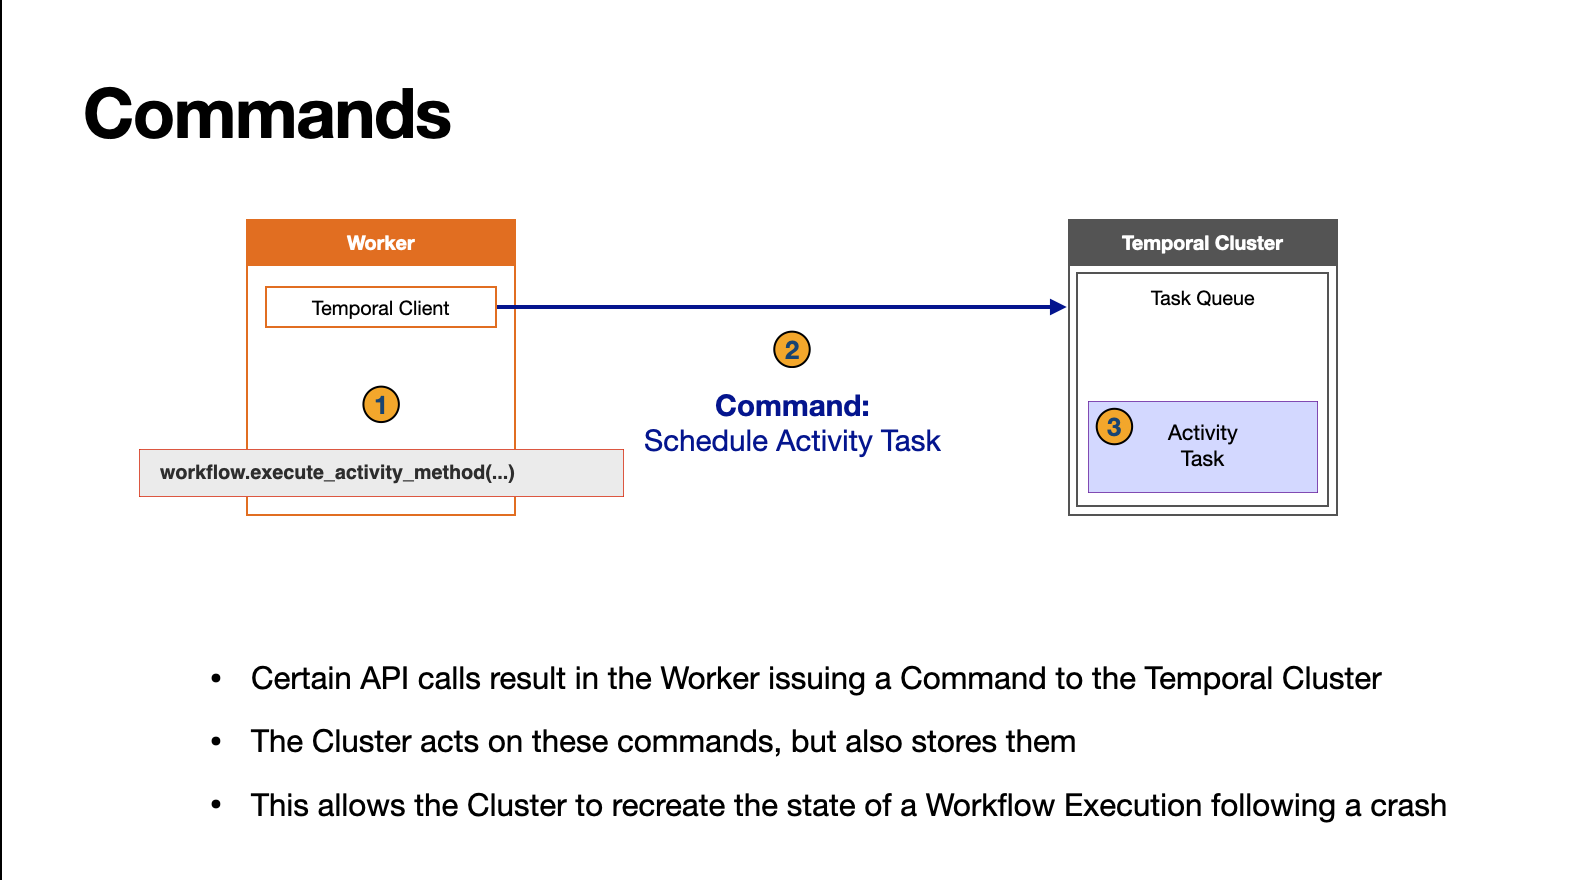 Commands
Worker
Temporal Client
1
workflow.execute_activity_method(...)
2
Command:
Schedule Activity Task
Temporal Cluster
Task Queue
3
Activity
Task
• Certain API calls result in the Worker issuing a Command to the Temporal Cluster
• The Cluster acts on these commands, but also stores them
• This allows the Cluster to recreate the state of a Workflow Execution following a crash